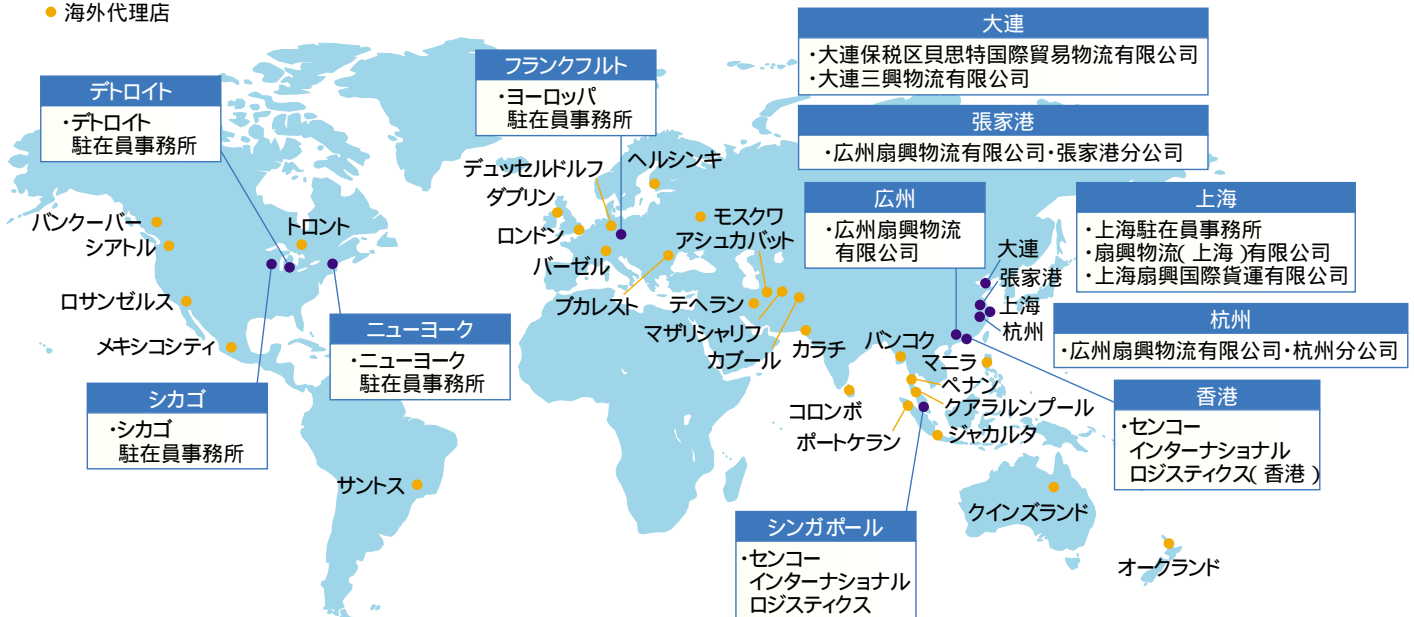 海外代理店
大連
・大連保税区貝思特国際貿易物流有限公司
・大連三興物流有限公司
張家港
・広州扇興物流有限公司・張家港分公司
フランクフルト
・ヨーロッパ
駐在員事務所
デトロイト
・デトロイト
駐在員事務所
広州
・広州扇興物流
有限公司
上海
・上海駐在員事務所
・扇興物流(上海)有限公司
・上海扇興国際貨運有限公司
杭州
・広州扇興物流有限公司・杭州分公司
ニューヨーク
・ニューヨーク
駐在員事務所
シカゴ
・シカゴ
駐在員事務所
香港
・センコー
インターナショナル
ロジスティクス(香港)
シンガポール
・センコー
インターナショナル
ロジスティクス
バンクーバー
シアトル
トロント
ロサンゼルス
メキシコシティ
サントス
デュッセルドルフ
ヘルシンキ
ダブリン
ロンドン
バーゼル
モスクワ
アシュカバット
ブカレスト
テヘラン
マザリシャリフ
カブール
カラチ
バンコク
マニラ
ペナン
クアラルンプール
コロンボ
ポートケラン
ジャカルタ
大連
張家港
上海
杭州
クインズランド
オークランド